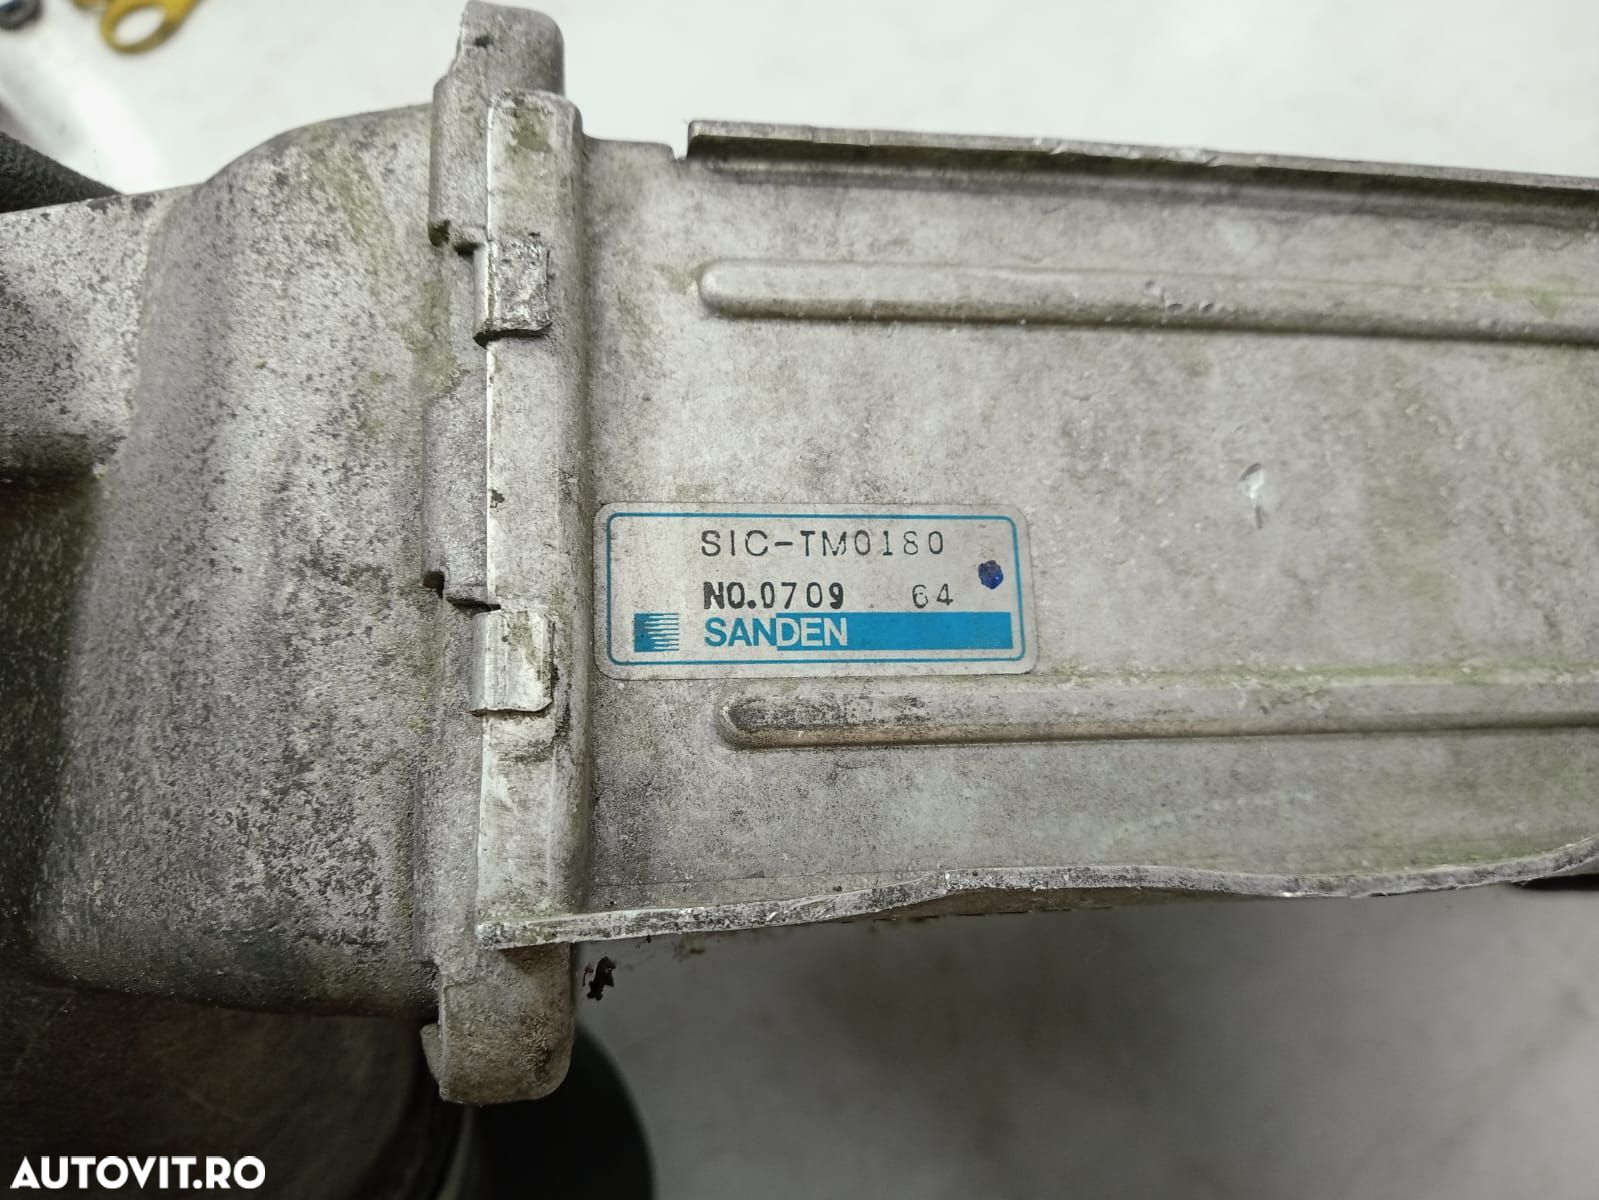 SIC-TM0180
NO.0709 64
SANDEN
AUTOVIT.RO